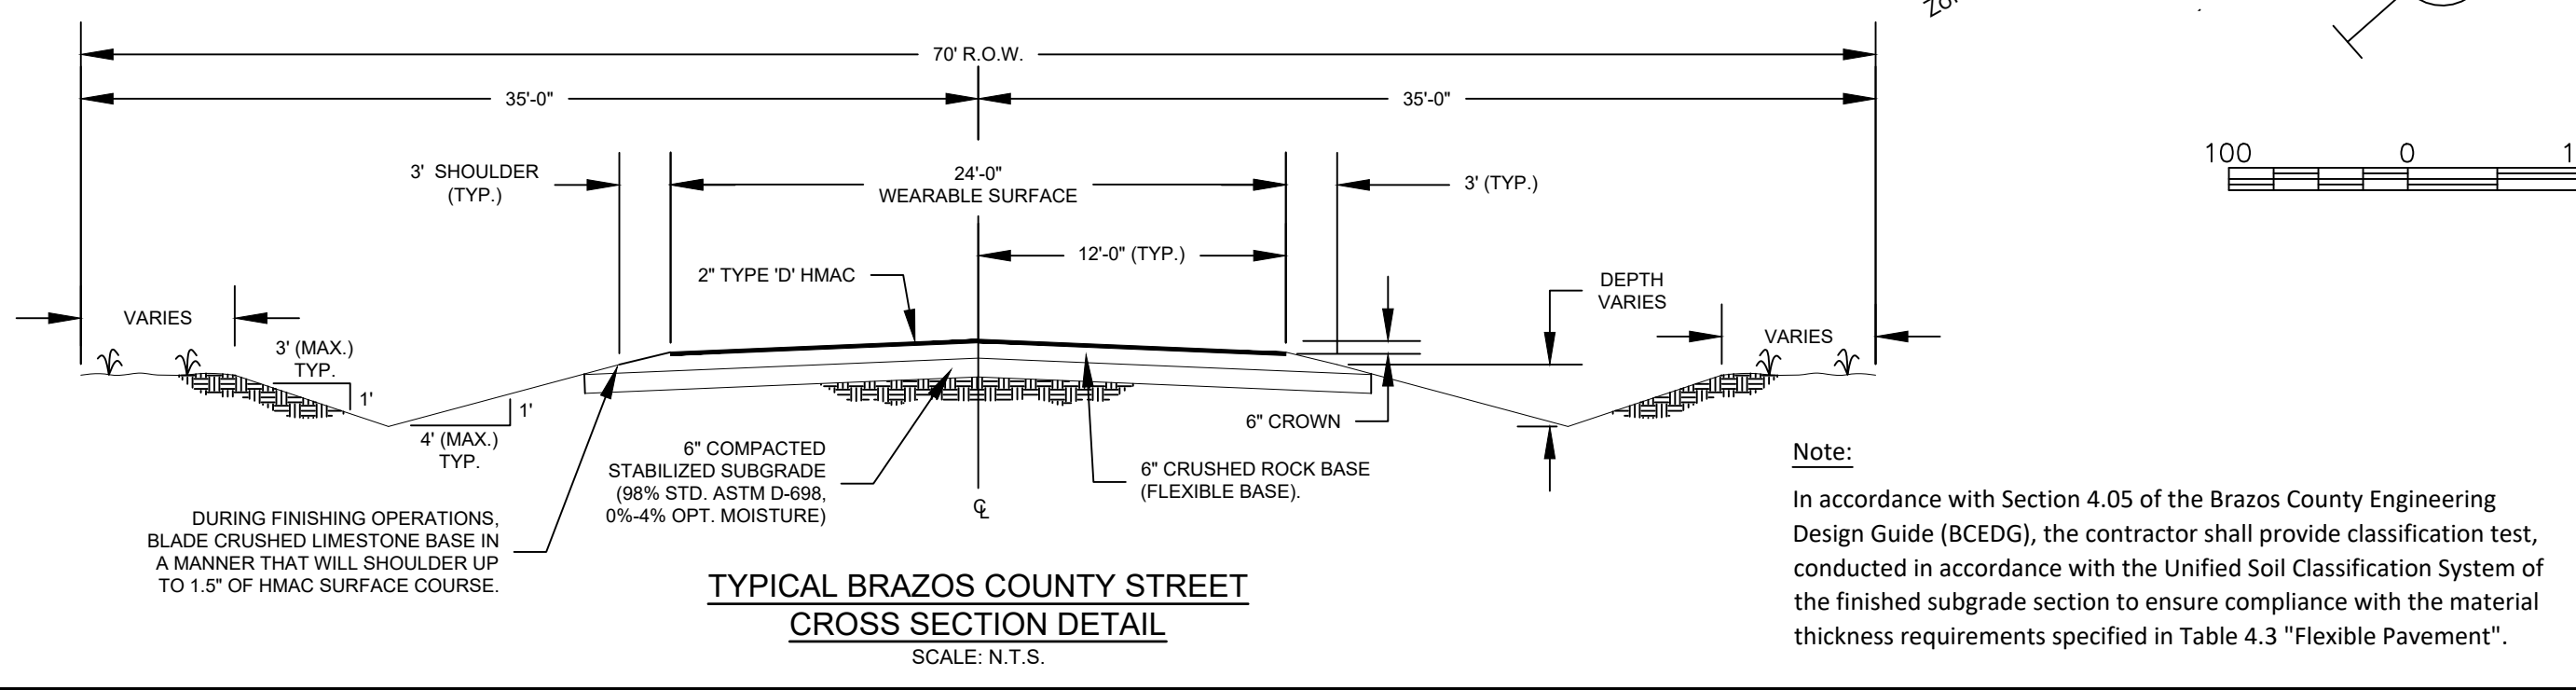 70' R.O.W.
35'-0"
35'-0"
3' SHOULDER
(TYP.)
24'-0"
WEARABLE SURFACE
3' (TYP.)
12'-0" (TYP.)
2" TYPE 'D' HMAC
DEPTH
VARIES
VARIES
VARIES
3' (MAX.)
TYP.
1'
1'
4' (MAX.)
TYP.
6" CROWN
6" COMPACTED
STABILIZED SUBGRADE
(98% STD. ASTM D-698,
0%-4% OPT. MOISTURE)
6" CRUSHED ROCK BASE
(FLEXIBLE BASE).
℄
DURING FINISHING OPERATIONS,
BLADE CRUSHED LIMESTONE BASE IN
A MANNER THAT WILL SHOULDER UP
TO 1.5" OF HMAC SURFACE COURSE.
TYPICAL BRAZOS COUNTY STREET
CROSS SECTION DETAIL
SCALE: N.T.S.
100 0
Note:
In accordance with Section 4.05 of the Brazos County Engineering
Design Guide (BCEDG), the contractor shall provide classification test,
conducted in accordance with the Unified Soil Classification System of
the finished subgrade section to ensure compliance with the material
thickness requirements specified in Table 4.3 "Flexible Pavement".